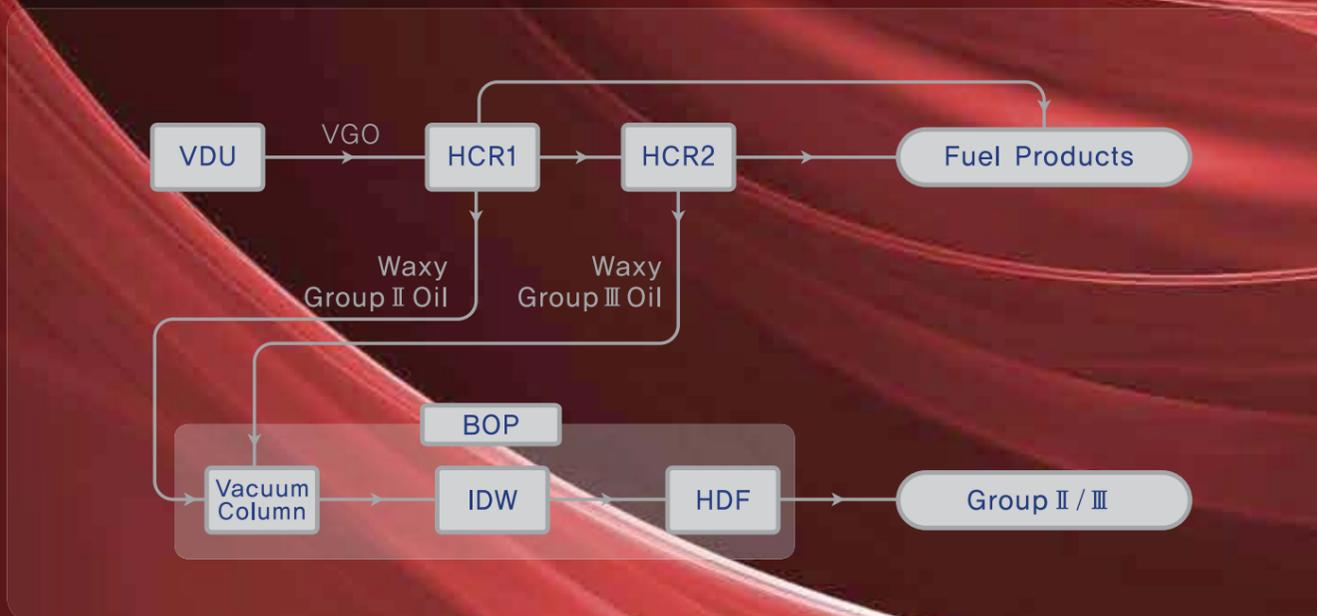 VGO
VDU
HCR1
HCR2
Fuel Products
Waxy
Group Ⅱ Oil
Waxy
Group Ⅲ Oil
BOP
Vacuum
Column
IDW
HDF
Group Ⅱ / Ⅲ